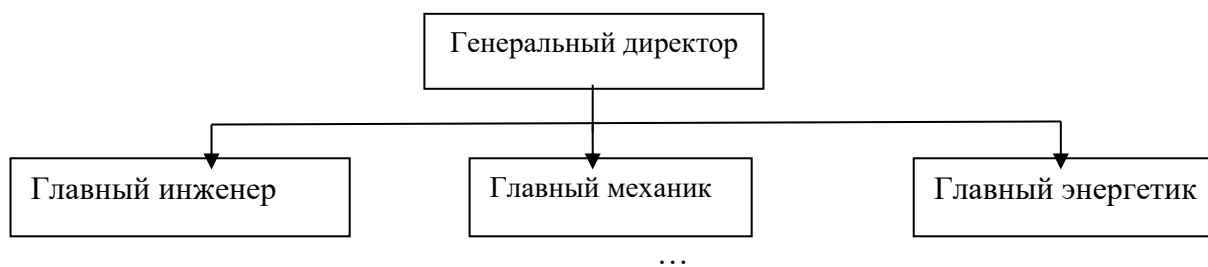 Генеральный директор
Главный инженер
Главный механик
Главный энергетик
…